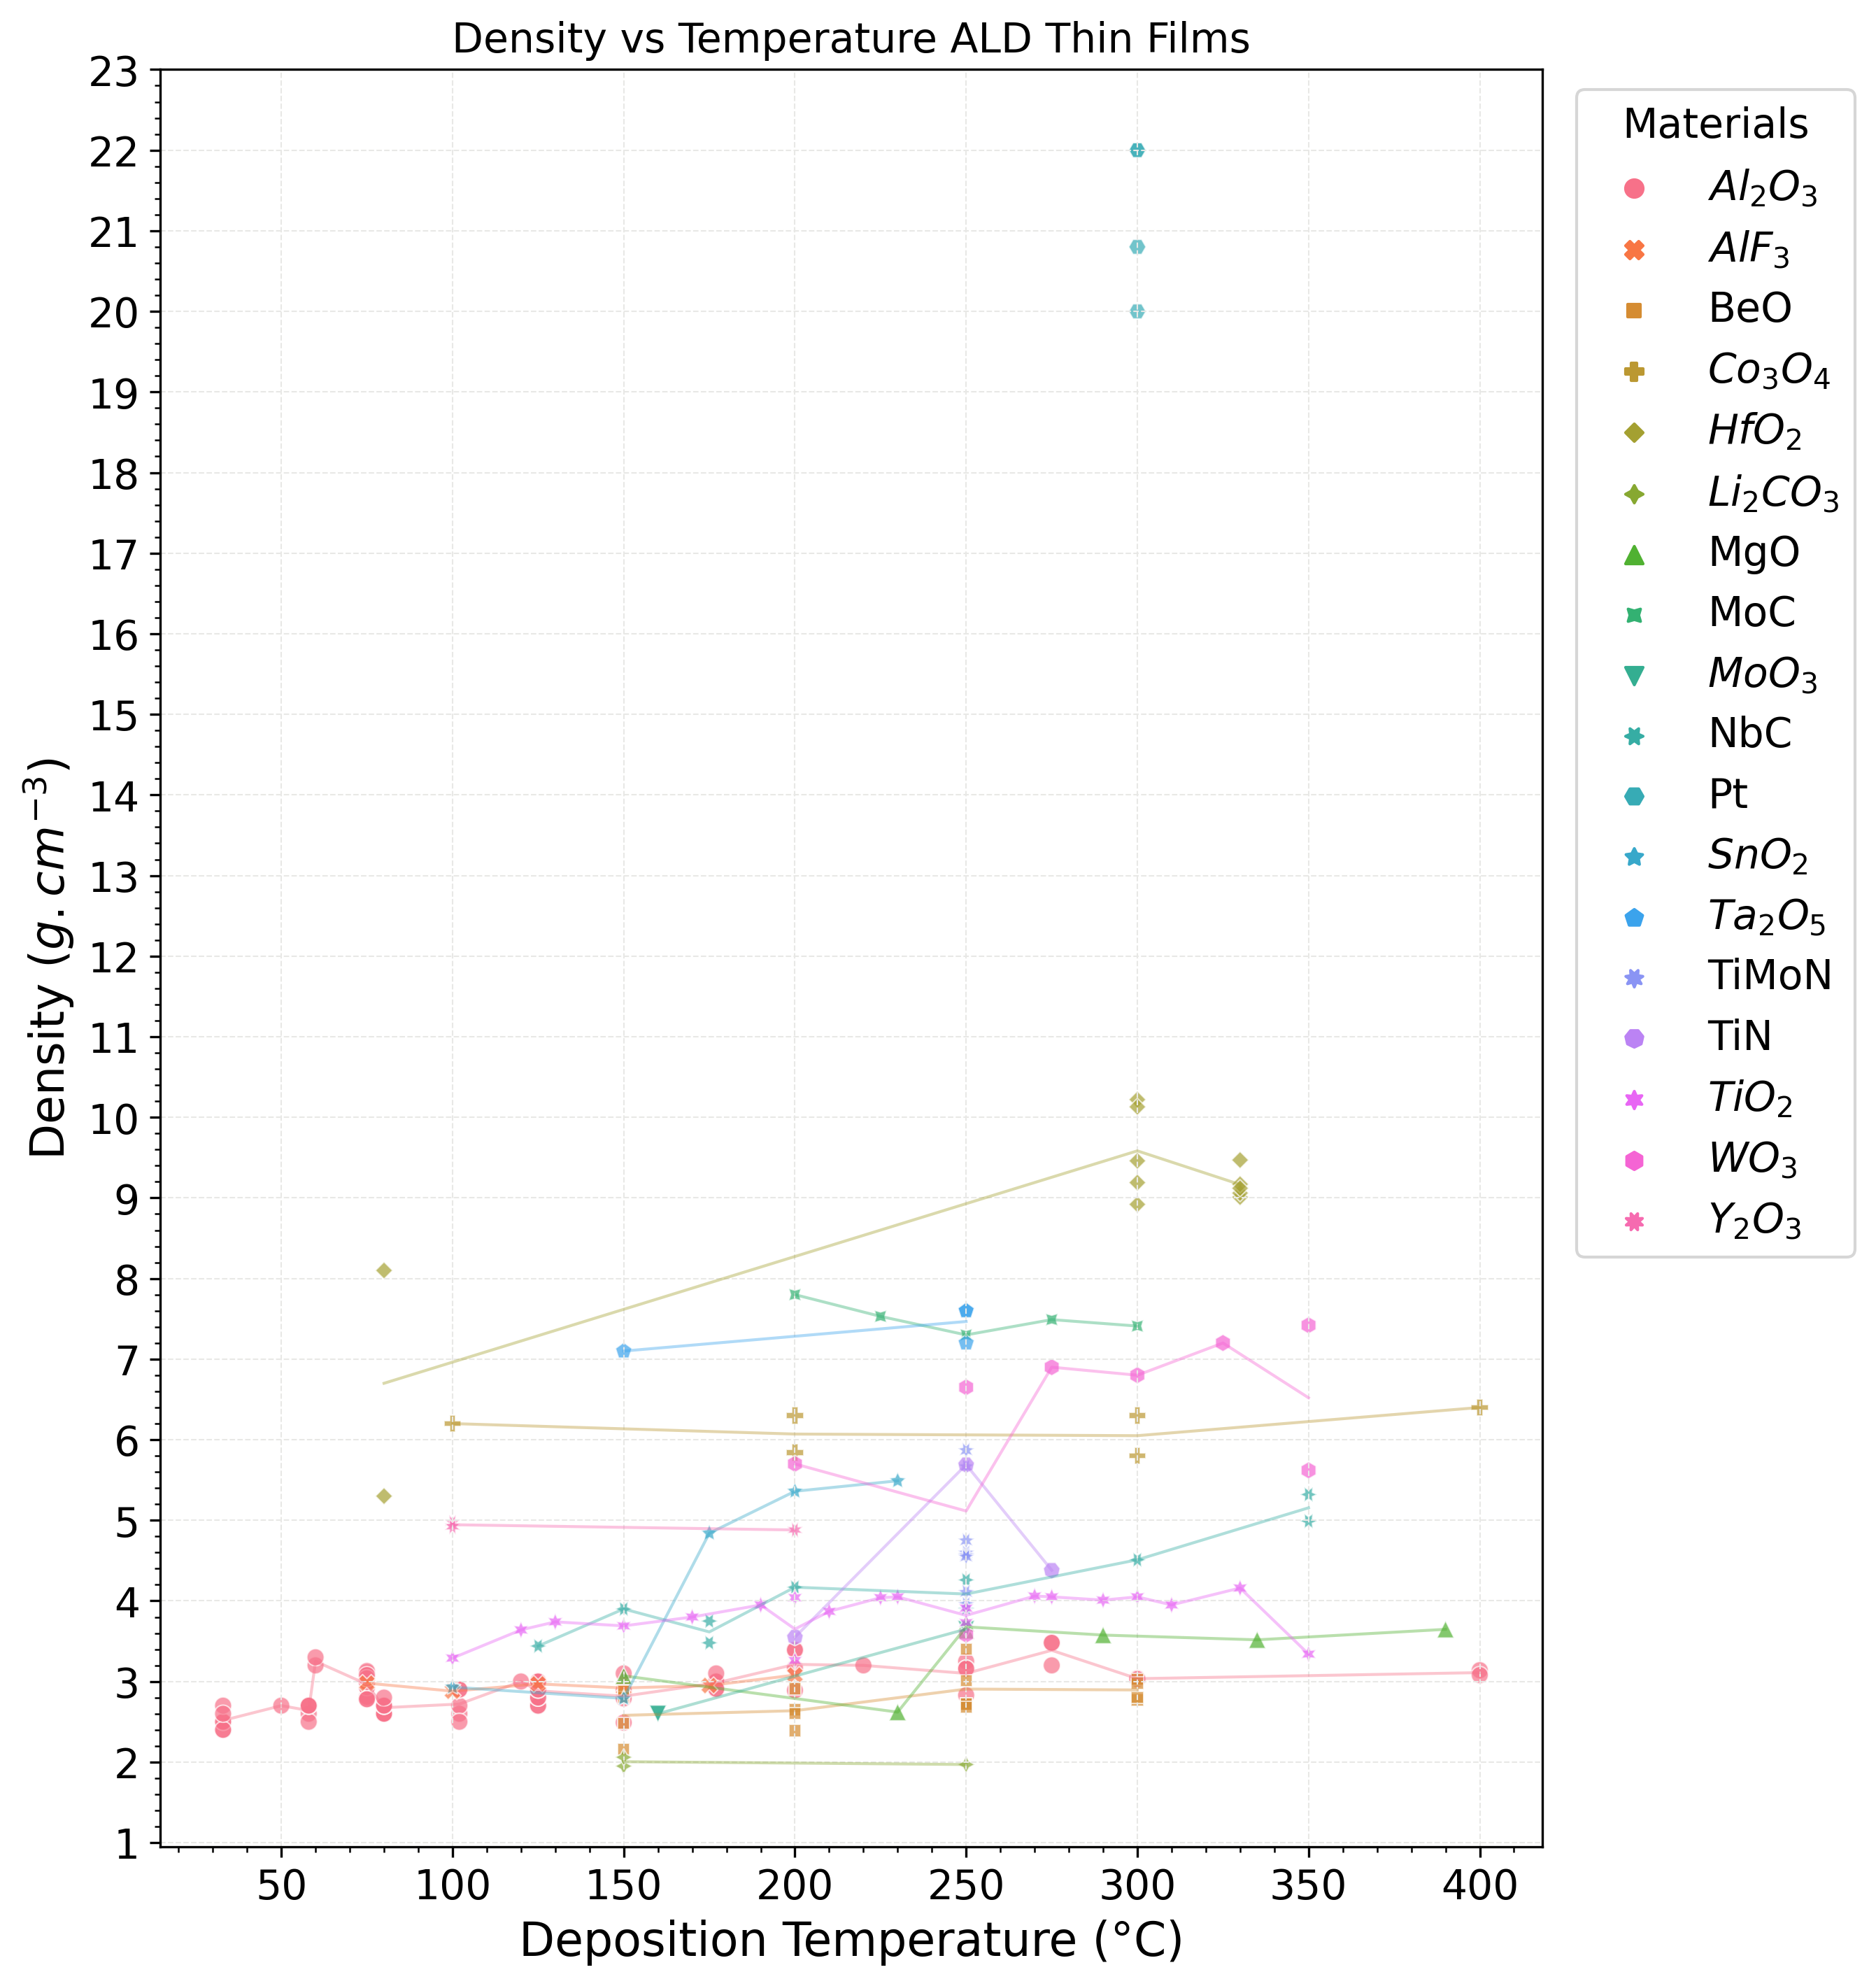 Density vs Temperature ALD Thin Films
23
22
21
20
19
18
17
16
15
14
13
12
11
10
9
8
7
6
5
4
3
2
1
Density (g.cm⁻³)
50 100 150 200 250 300 350 400
Deposition Temperature (°C)
Materials
Al₂O₃
AlF₃
BeO
Co₃O₄
HfO₂
Li₂CO₃
MgO
MoC
MoO₃
NbC
Pt
SnO₂
Ta₂O₅
TiMoN
TiN
TiO₂
WO₃
Y₂O₃